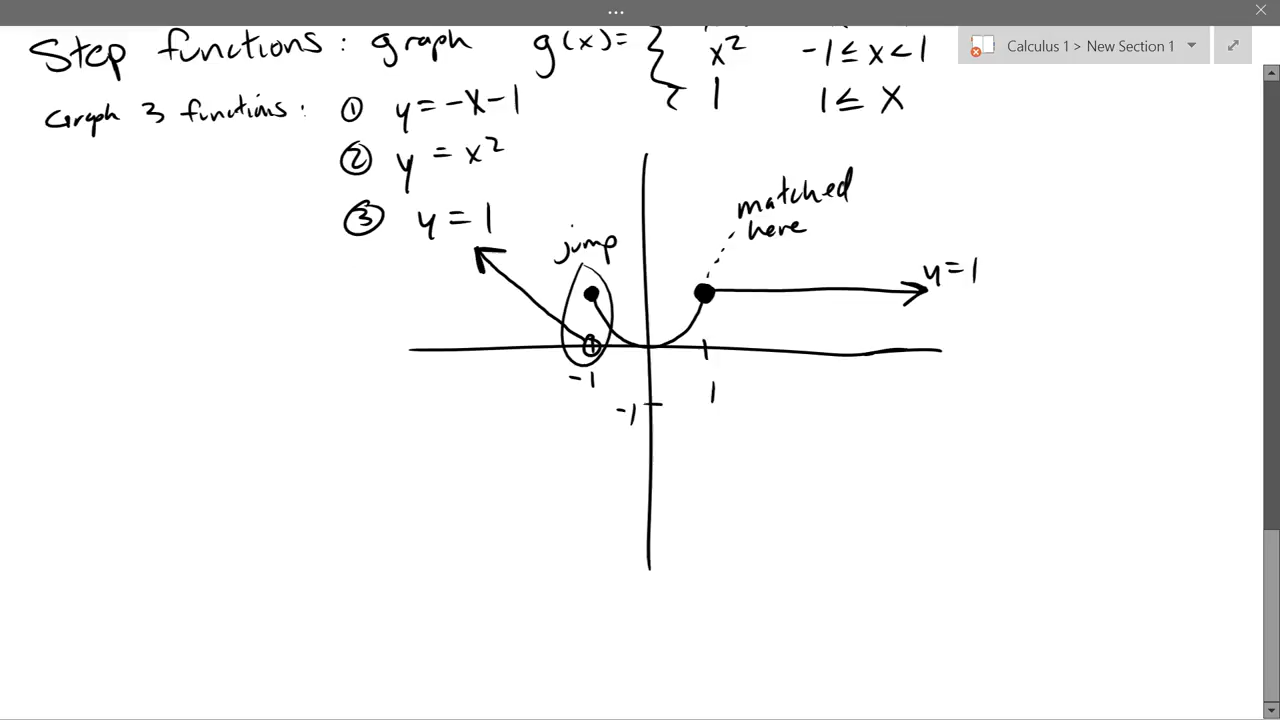 Step functions: graph g(x)= { x² -1≤x<1
1 1≤ x
Graph 3 functions: ① y=-x-1
② y = x²
③ y = 1
jump
matched
here
y=1
-1
1
-1
Calculus 1 > New Section 1